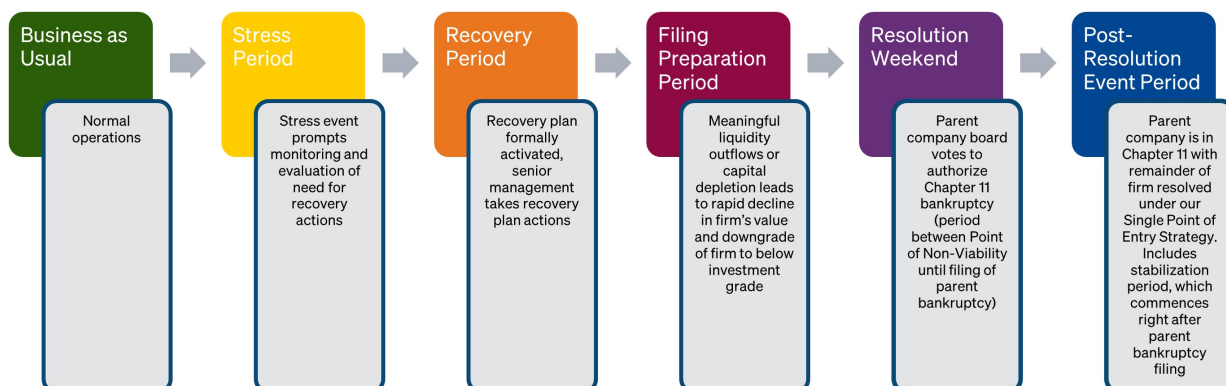 Business as
Usual
Normal
operations
Stress
Period
Stress event
prompts
monitoring and
evaluation of
need for
recovery
actions
Recovery
Period
Recovery plan
formally
activated,
senior
management
takes recovery
plan actions
Filing
Preparation
Period
Meaningful
liquidity
outflows or
capital
depletion leads
to rapid decline
in firm’s value
and downgrade
of firm to below
investment
grade
Resolution
Weekend
Parent
company board
votes to
authorize
Chapter 11
bankruptcy
(period
between Point
of Non-Viability
until filing of
parent
bankruptcy)
Post-
Resolution
Event Period
Parent
company is in
Chapter 11 with
remainder of
firm resolved
under our
Single Point of
Entry Strategy.
Includes
stabilization
period, which
commences
right after
parent
bankruptcy
filing